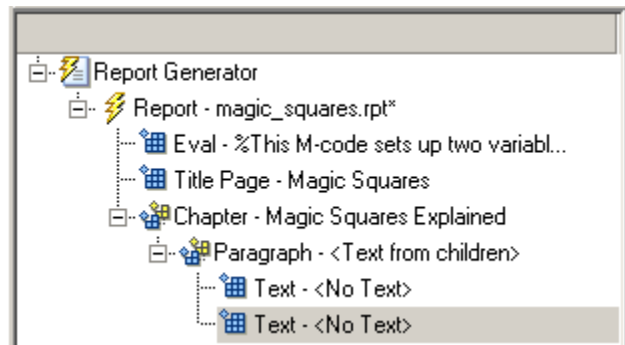 Report Generator
Report - magic_squares.rpt*
Eval - %This M-code sets up two variabl...
Title Page - Magic Squares
Chapter - Magic Squares Explained
Paragraph - <Text from children>
Text - <No Text>
Text - <No Text>